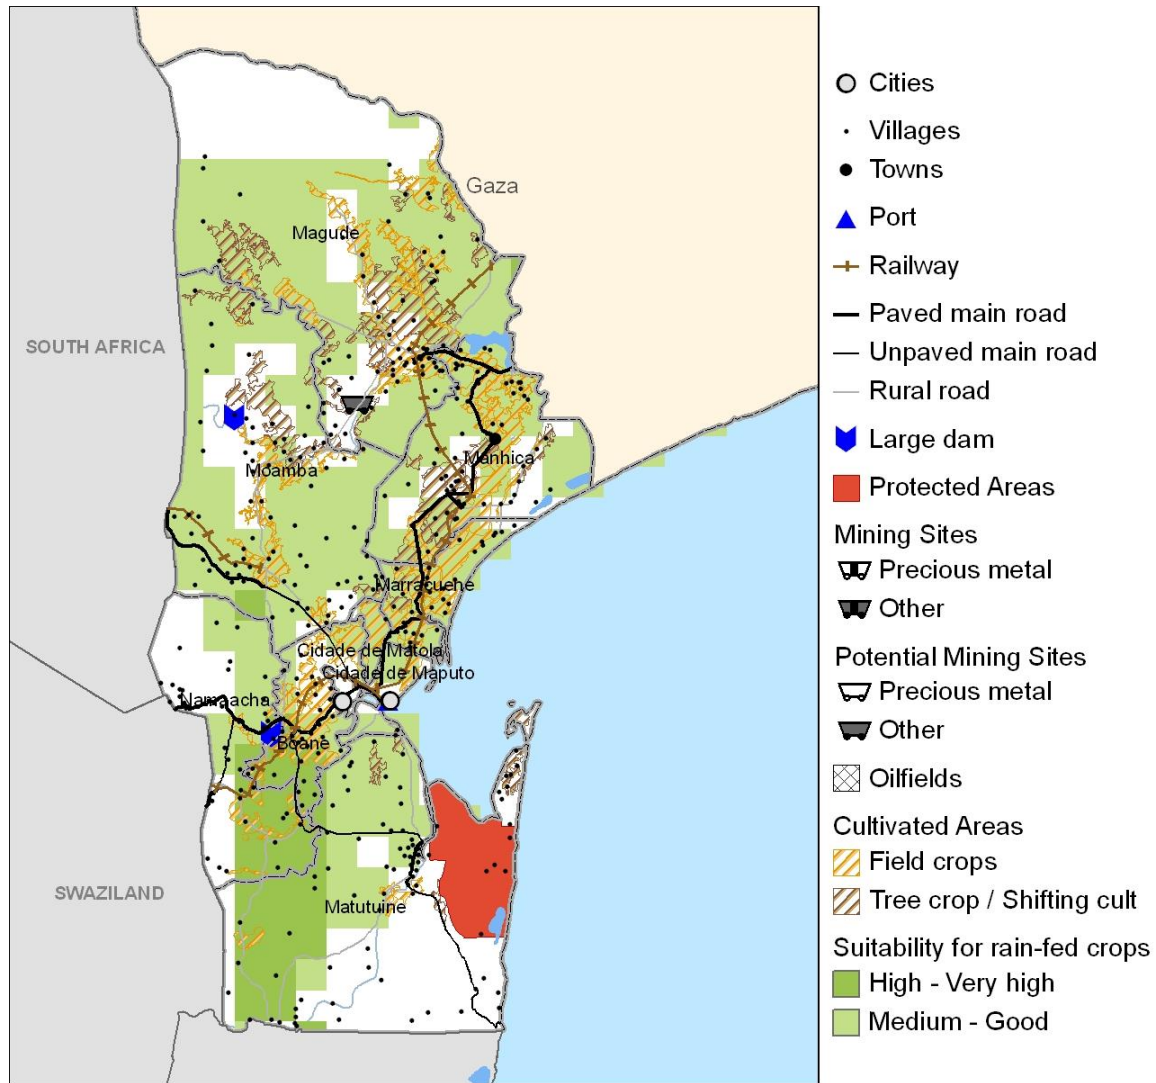 Gaza
Magude
SOUTH AFRICA
Manhica
Moamba
Marracuene
Cidade de Matola
Cidade de Maputo
Namaacha
Boane
SWAZILAND
Matutuine
Cities
Villages
Towns
Port
Railway
Paved main road
Unpaved main road
Rural road
Large dam
Protected Areas
Mining Sites
Precious metal
Other
Potential Mining Sites
Precious metal
Other
Oilfields
Cultivated Areas
Field crops
Tree crop / Shifting cult
Suitability for rain-fed crops
High - Very high
Medium - Good